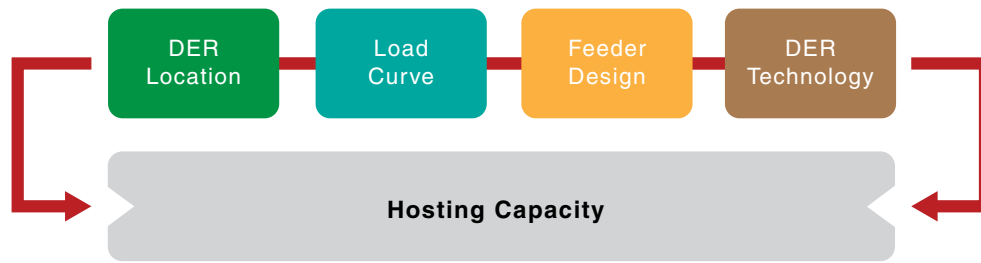 DER
Location
Load
Curve
Feeder
Design
DER
Technology
Hosting Capacity